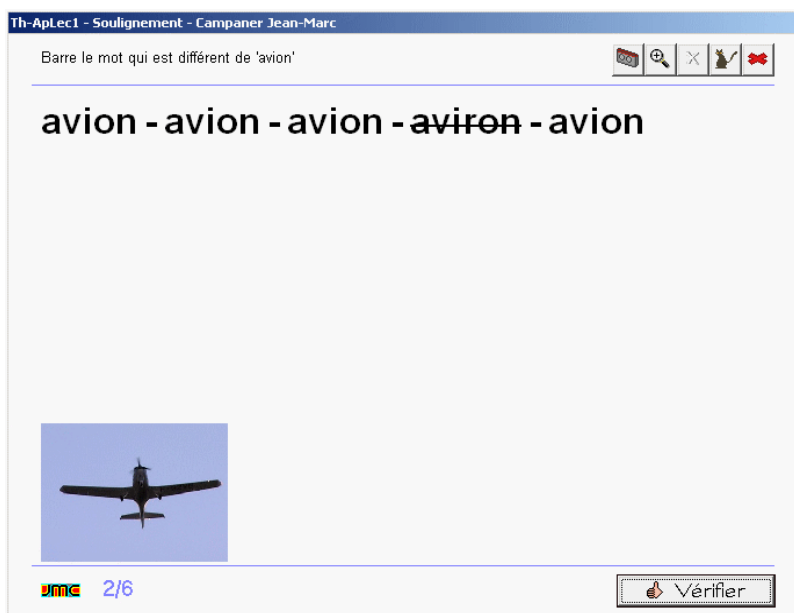 Th-ApLec1 - Soulignement - Campaner Jean-Marc
Barre le mot qui est différent de 'avion'
avion - avion - avion - aviron - avion
JMC 2/6
Vérifier